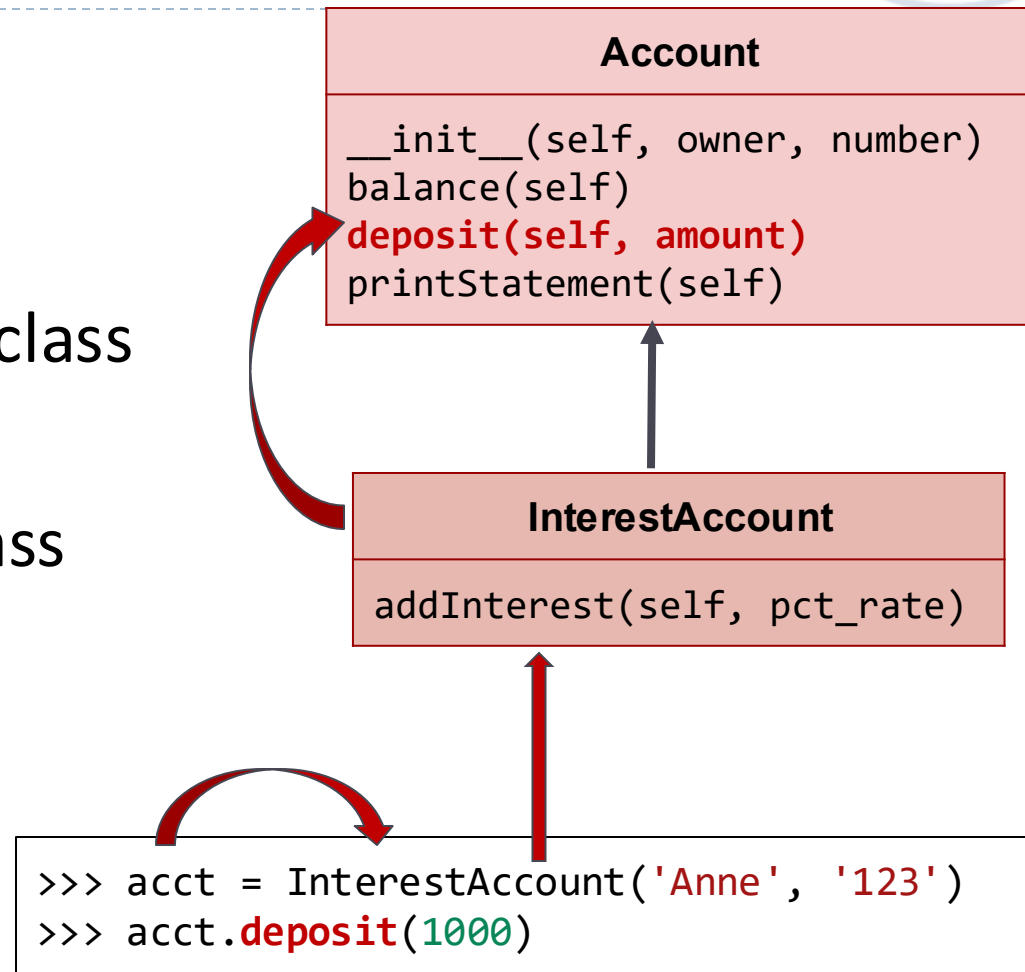 Account
__init__(self, owner, number)
balance(self)
deposit(self, amount)
printStatement(self)
class
ss
InterestAccount
addInterest(self, pct_rate)
>>> acct = InterestAccount('Anne', '123')
>>> acct.deposit(1000)